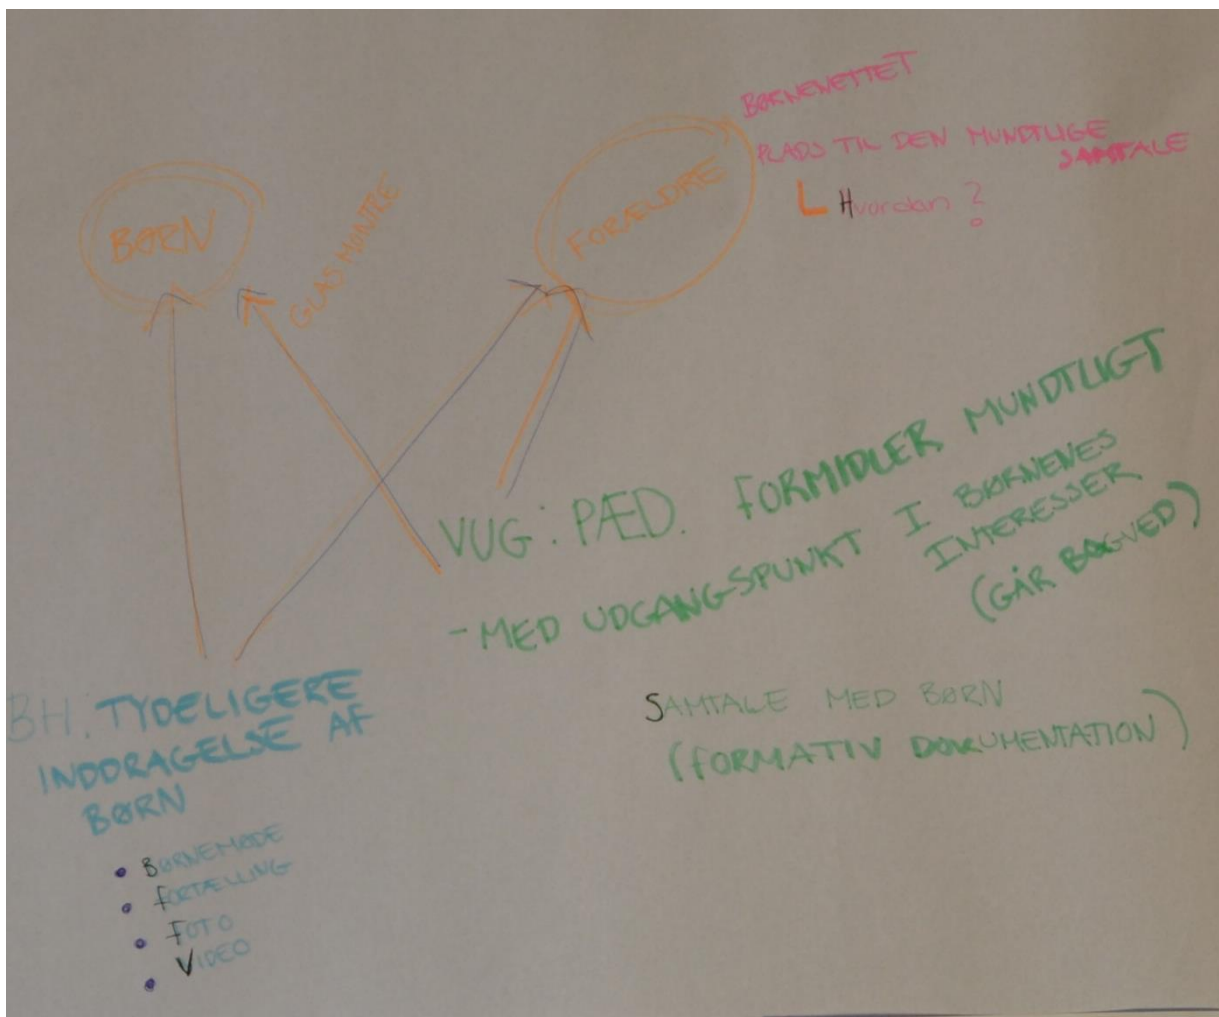 BØRNENETTET
PLADS TIL DEN MUNDTLIGE
SAMTALE
L Hvordan?
BØRN
GLAS MONTRE
FORÆLDRE
VUG: PÆD. FORMIDLER MUNDTLIGT
- MED UDGANGSPUNKT I BØRNENES
INTERESSER
(GÅR BAGVED)
SAMTALE MED BØRN
(FORMATIV DOKUMENTATION)
BH. TYDELIGERE
INDDRAGELSE AF
BØRN
• BØRNEMØDE
• FORTÆLLING
• FOTO
• VIDEO